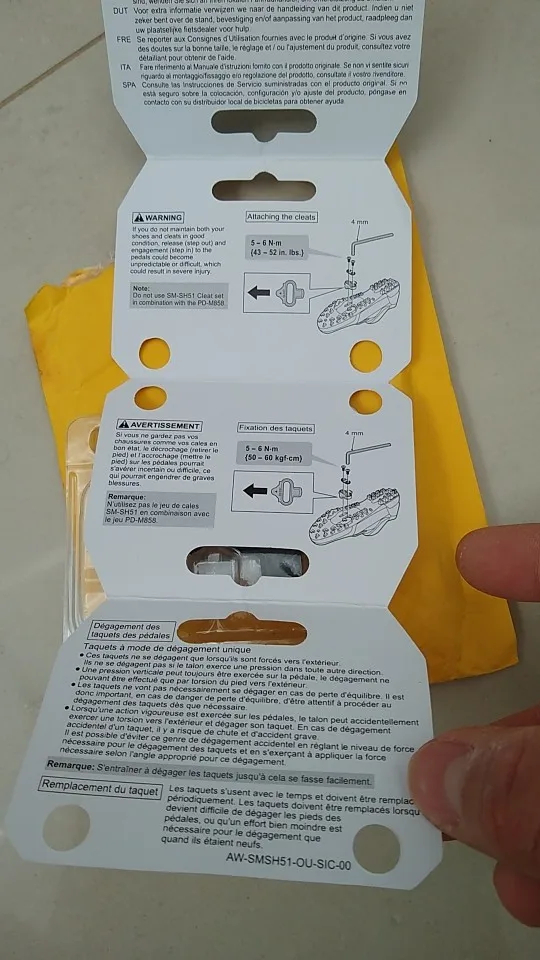 DUT Voor extra informatie verwijzen we naar de handleiding van dit product. Indien u niet
zeker bent over de stand, bevestiging en/of aanpassing van het product, raadpleeg dan
uw plaatselijke fietsdealer voor hulp.
FRE Se reporter aux Consignes d'Utilisation fournies avec le produit d'origine. Si vous avez
des doutes sur la bonne taille, le réglage et / ou l'ajustement du produit, consultez votre
détaillant pour obtenir de l'aide.
ITA Fare riferimento al Manuale d'istruzioni fornito con il prodotto originale. Se non vi sentite sicuri
riguardo al montaggio/fissaggio e/o regolazione del prodotto, consultate il vostro rivenditore.
SPA Consulte las Instrucciones de Servicio suministradas con el producto original. Si no
está seguro sobre la colocación, configuración y/o ajuste del producto, póngase en
contacto con su distribuidor local de bicicletas para obtener ayuda.
WARNING
If you do not maintain both your
shoes and cleats in good
condition, release (step out) and
engagement (step in) to the
pedals could become
unpredictable or difficult, which
could result in severe injury.
Note:
Do not use SM-SH51 Cleat set
in combination with the PD-M858.
Attaching the cleats
4 mm
5 – 6 N·m
{43 – 52 in. lbs.}
AVERTISSEMENT
Si vous ne gardez pas vos
chaussures comme vos cales en
bon état, le décrochage (retirer le
pied) et l'accrochage (mettre le
pied) sur les pédales pourrait
s'avérer incertain ou difficile, ce
qui pourrait engendrer de graves
blessures.
Remarque:
N'utilisez pas le jeu de cales
SM-SH51 en combinaison avec
le jeu PD-M858.
Fixation des taquets
4 mm
5 – 6 N·m
{50 – 60 kgf·cm}
Dégagement des
taquets des pédales
Taquets à mode de dégagement unique
● Ces taquets ne se dégagent que lorsqu'ils sont forcés vers l'extérieur.
Ils ne se dégagent pas si le talon exerce une pression dans toute autre direction.
● Une pression verticale peut toujours être exercée sur la pédale, le dégagement ne
pouvant être effectué que par torsion du pied vers l'extérieur.
● Les taquets ne vont pas nécessairement se dégager en cas de perte d'équilibre. Il est
donc important, en cas de danger de perte d'équilibre, d'être attentif à procéder au
dégagement des taquets dès que nécessaire.
● Lorsqu'une action vigoureuse est exercée sur les pédales, le talon peut accidentellement
exercer une torsion vers l'extérieur et dégager son taquet. En cas de dégagement
accidentel d'un taquet, il y a risque de chute et d'accident grave.
Il est possible d'éviter ce genre de dégagement accidentel en réglant le niveau de force
nécessaire pour le dégagement des taquets et en s'exerçant à appliquer la force
nécessaire selon l'angle approprié pour ce dégagement.
Remarque: S'entraîner à dégager les taquets jusqu'à cela se fasse facilement.
Remplacement du taquet
Les taquets s'usent avec le temps et doivent être remplac
périodiquement. Les taquets doivent être remplacés lorsqu
devient difficile de dégager les pieds des
pédales, ou qu'un effort bien moindre est
nécessaire pour le dégagement que
quand ils étaient neufs.
AW-SMSH51-OU-SIC-00